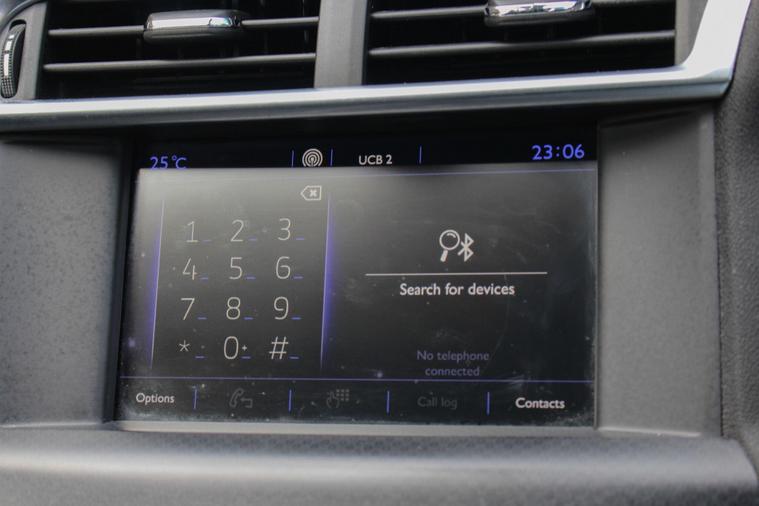 25°C UCB 2 23:06
1 2 3
4 5 6
7 8 9
* 0+ #
Search for devices
No telephone
connected
Options Call log Contacts